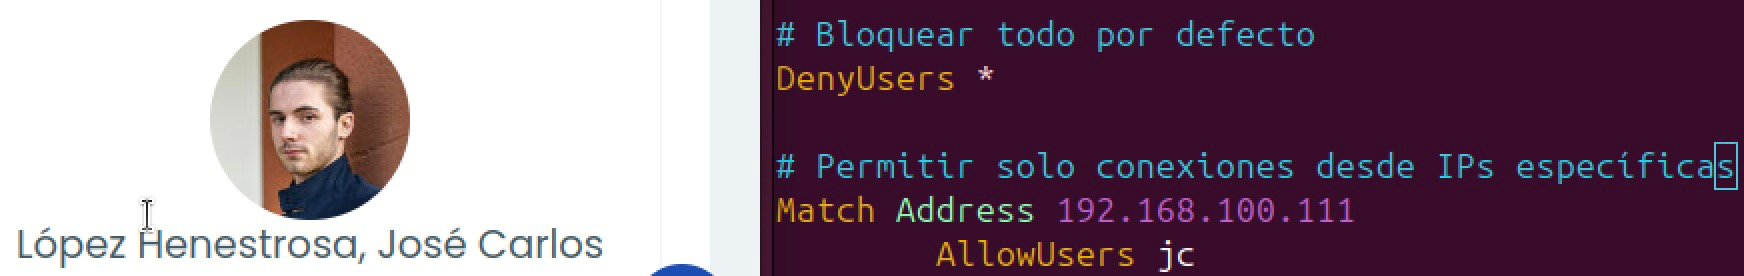 López Henestrosa, José Carlos
# Bloquear todo por defecto
DenyUsers *
# Permitir solo conexiones desde IPs específicas
Match Address 192.168.100.111
AllowUsers jc